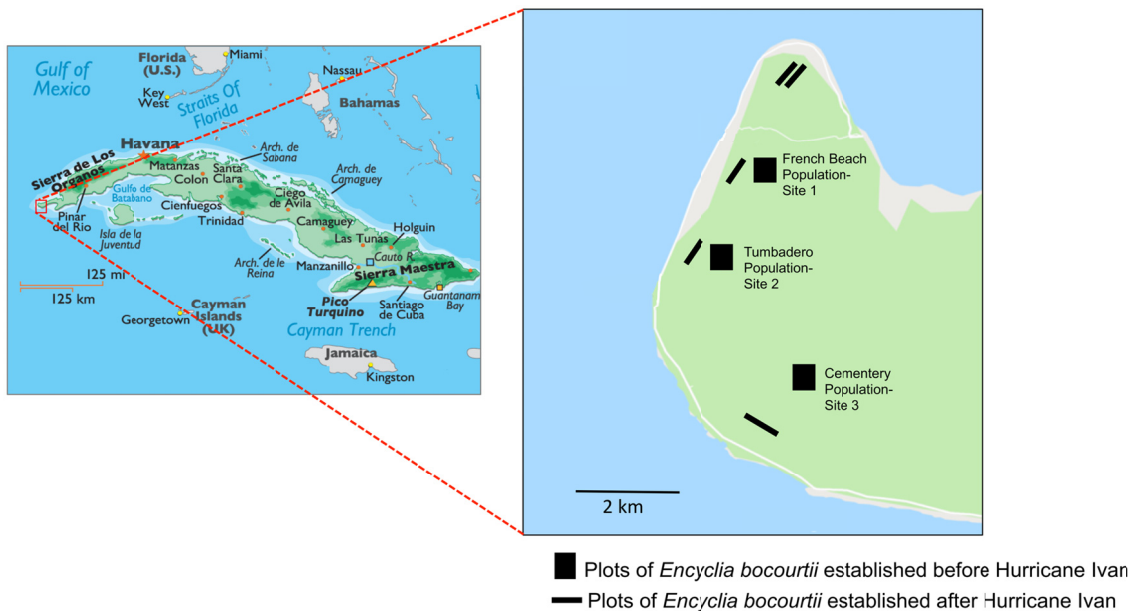 Gulf of
Mexico
Florida
(U.S.)
Miami
Key
West
Straits Of
Florida
Nassau
Bahamas
Havana
Sierra de Los
Organos
Matanzas
Colon
Santa
Clara
Arch. de
Sabana
Arch. de
Camaguey
Pinar
del Rio
Gulfo de
Batabano
Isla de la
Juventud
Cienfuegos
Trinidad
Ciego
de Avila
Camaguey
Las Tunas
Holguin
Cauto R
Arch. de le
Reina
Manzanillo
Sierra Maestra
Pico
Turquino
Santiago
de Cuba
Guantanam
Bay
125 mi
125 km
Georgetown
Cayman
Islands
(UK)
Cayman Trench
Jamaica
Kingston
French Beach
Population-
Site 1
Tumbadero
Population-
Site 2
Cementery
Population-
Site 3
2 km
Plots of Encyclia bocourtii established before Hurricane Ivan
Plots of Encyclia bocourtii established after Hurricane Ivan